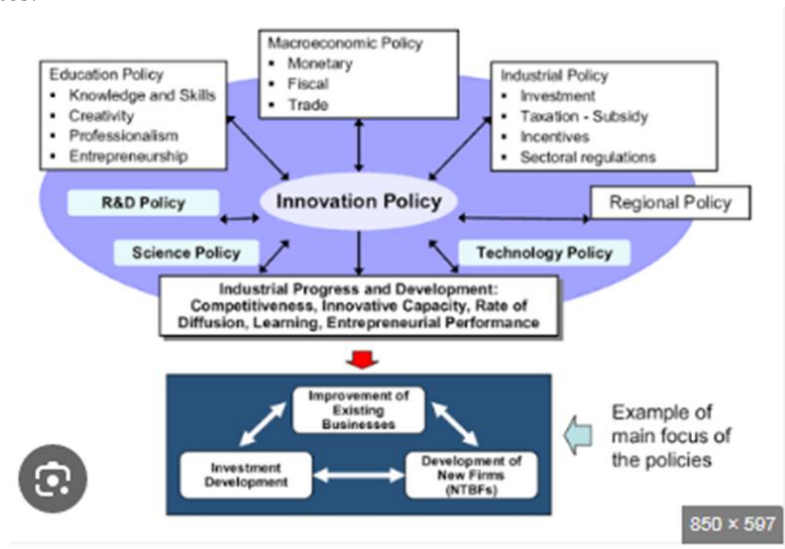 Macroeconomic Policy
▪ Monetary
▪ Fiscal
▪ Trade
Education Policy
▪ Knowledge and Skills
▪ Creativity
▪ Professionalism
▪ Entrepreneurship
Industrial Policy
▪ Investment
▪ Taxation - Subsidy
▪ Incentives
▪ Sectoral regulations
Innovation Policy
R&D Policy
Regional Policy
Science Policy
Technology Policy
Industrial Progress and Development:
Competitiveness, Innovative Capacity, Rate of
Diffusion, Learning, Entrepreneurial Performance
Improvement of
Existing
Businesses
Investment
Development
Development of
New Firms
(NTBFs)
Example of
main focus of
the policies
850 × 597